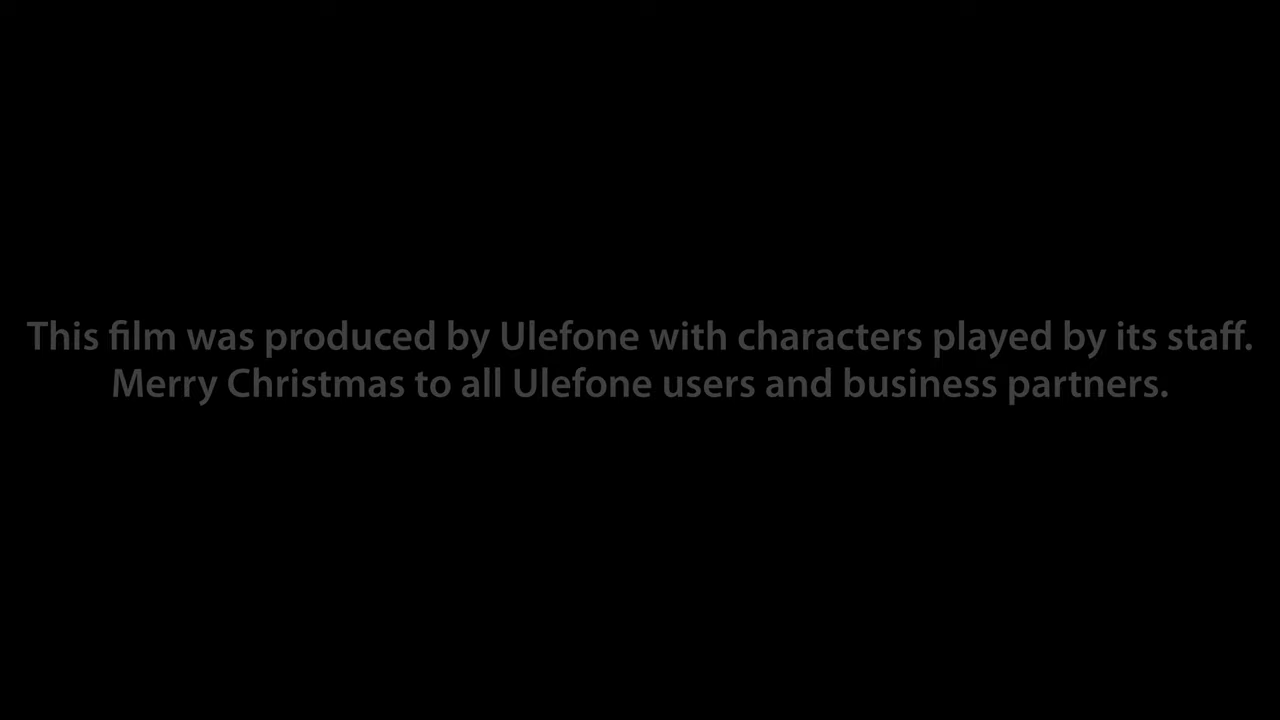 This film was produced by Ulefone with characters played by its staff.
Merry Christmas to all Ulefone users and business partners.